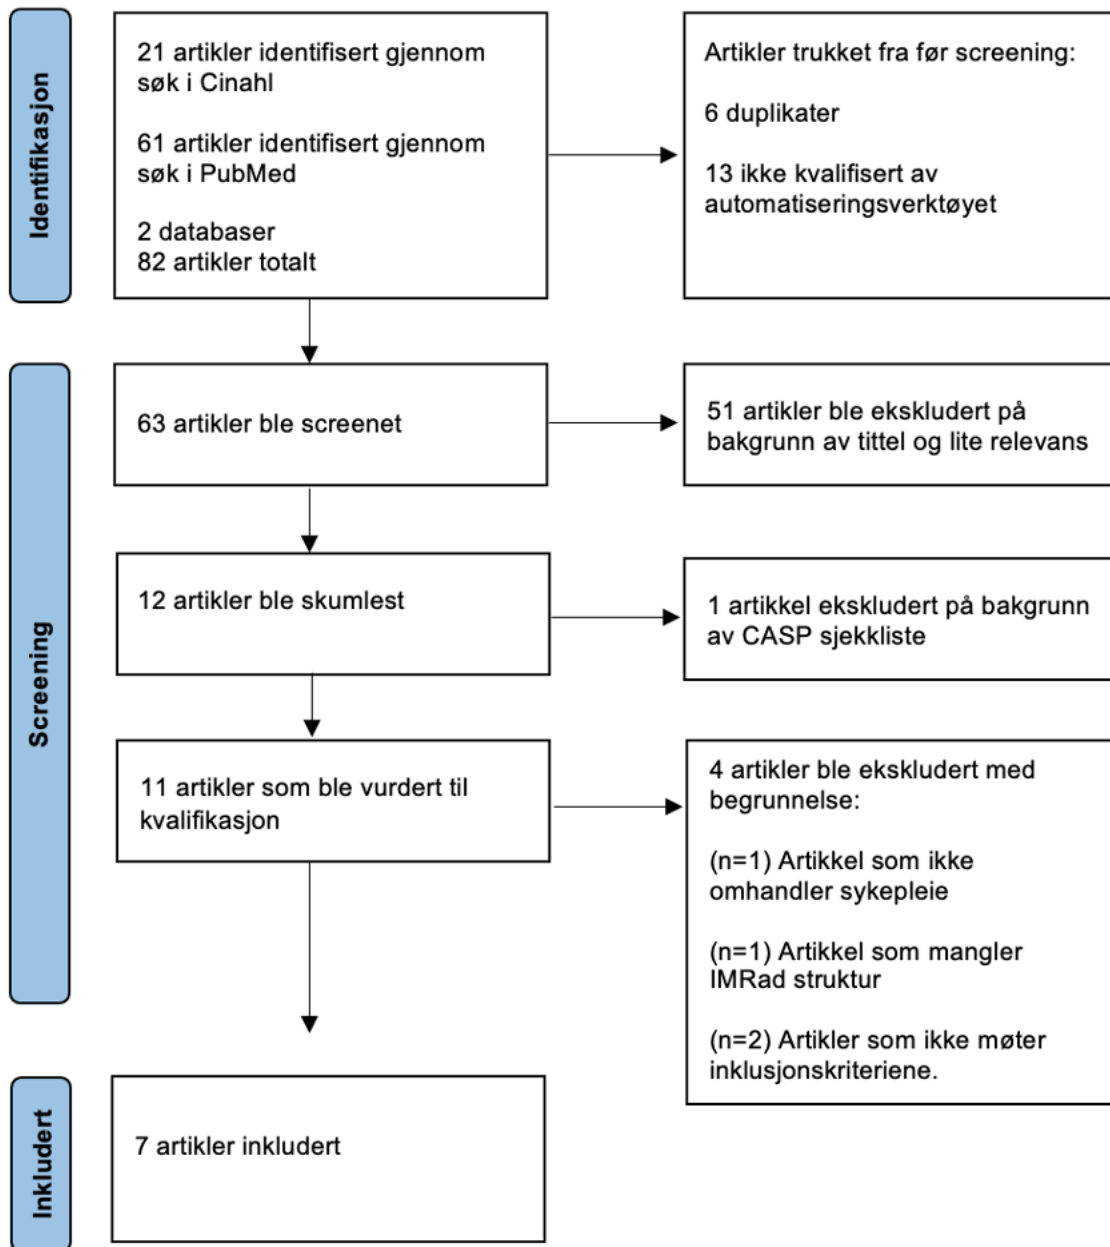 Identifikasjon
21 artikler identifisert gjennom
søk i Cinahl
61 artikler identifisert gjennom
søk i PubMed
2 databaser
82 artikler totalt
Artikler trukket fra før screening:
6 duplikater
13 ikke kvalifisert av
automatiseringsverktøyet
Screening
63 artikler ble screenet
51 artikler ble ekskludert på
bakgrunn av tittel og lite relevans
12 artikler ble skumlest
1 artikkel ekskludert på bakgrunn
av CASP sjekkliste
11 artikler som ble vurdert til
kvalifikasjon
4 artikler ble ekskludert med
begrunnelse:
(n=1) Artikkel som ikke
omhandler sykepleie
(n=1) Artikkel som mangler
IMRad struktur
(n=2) Artikler som ikke møter
inklusjonskriteriene.
Inkludert
7 artikler inkludert